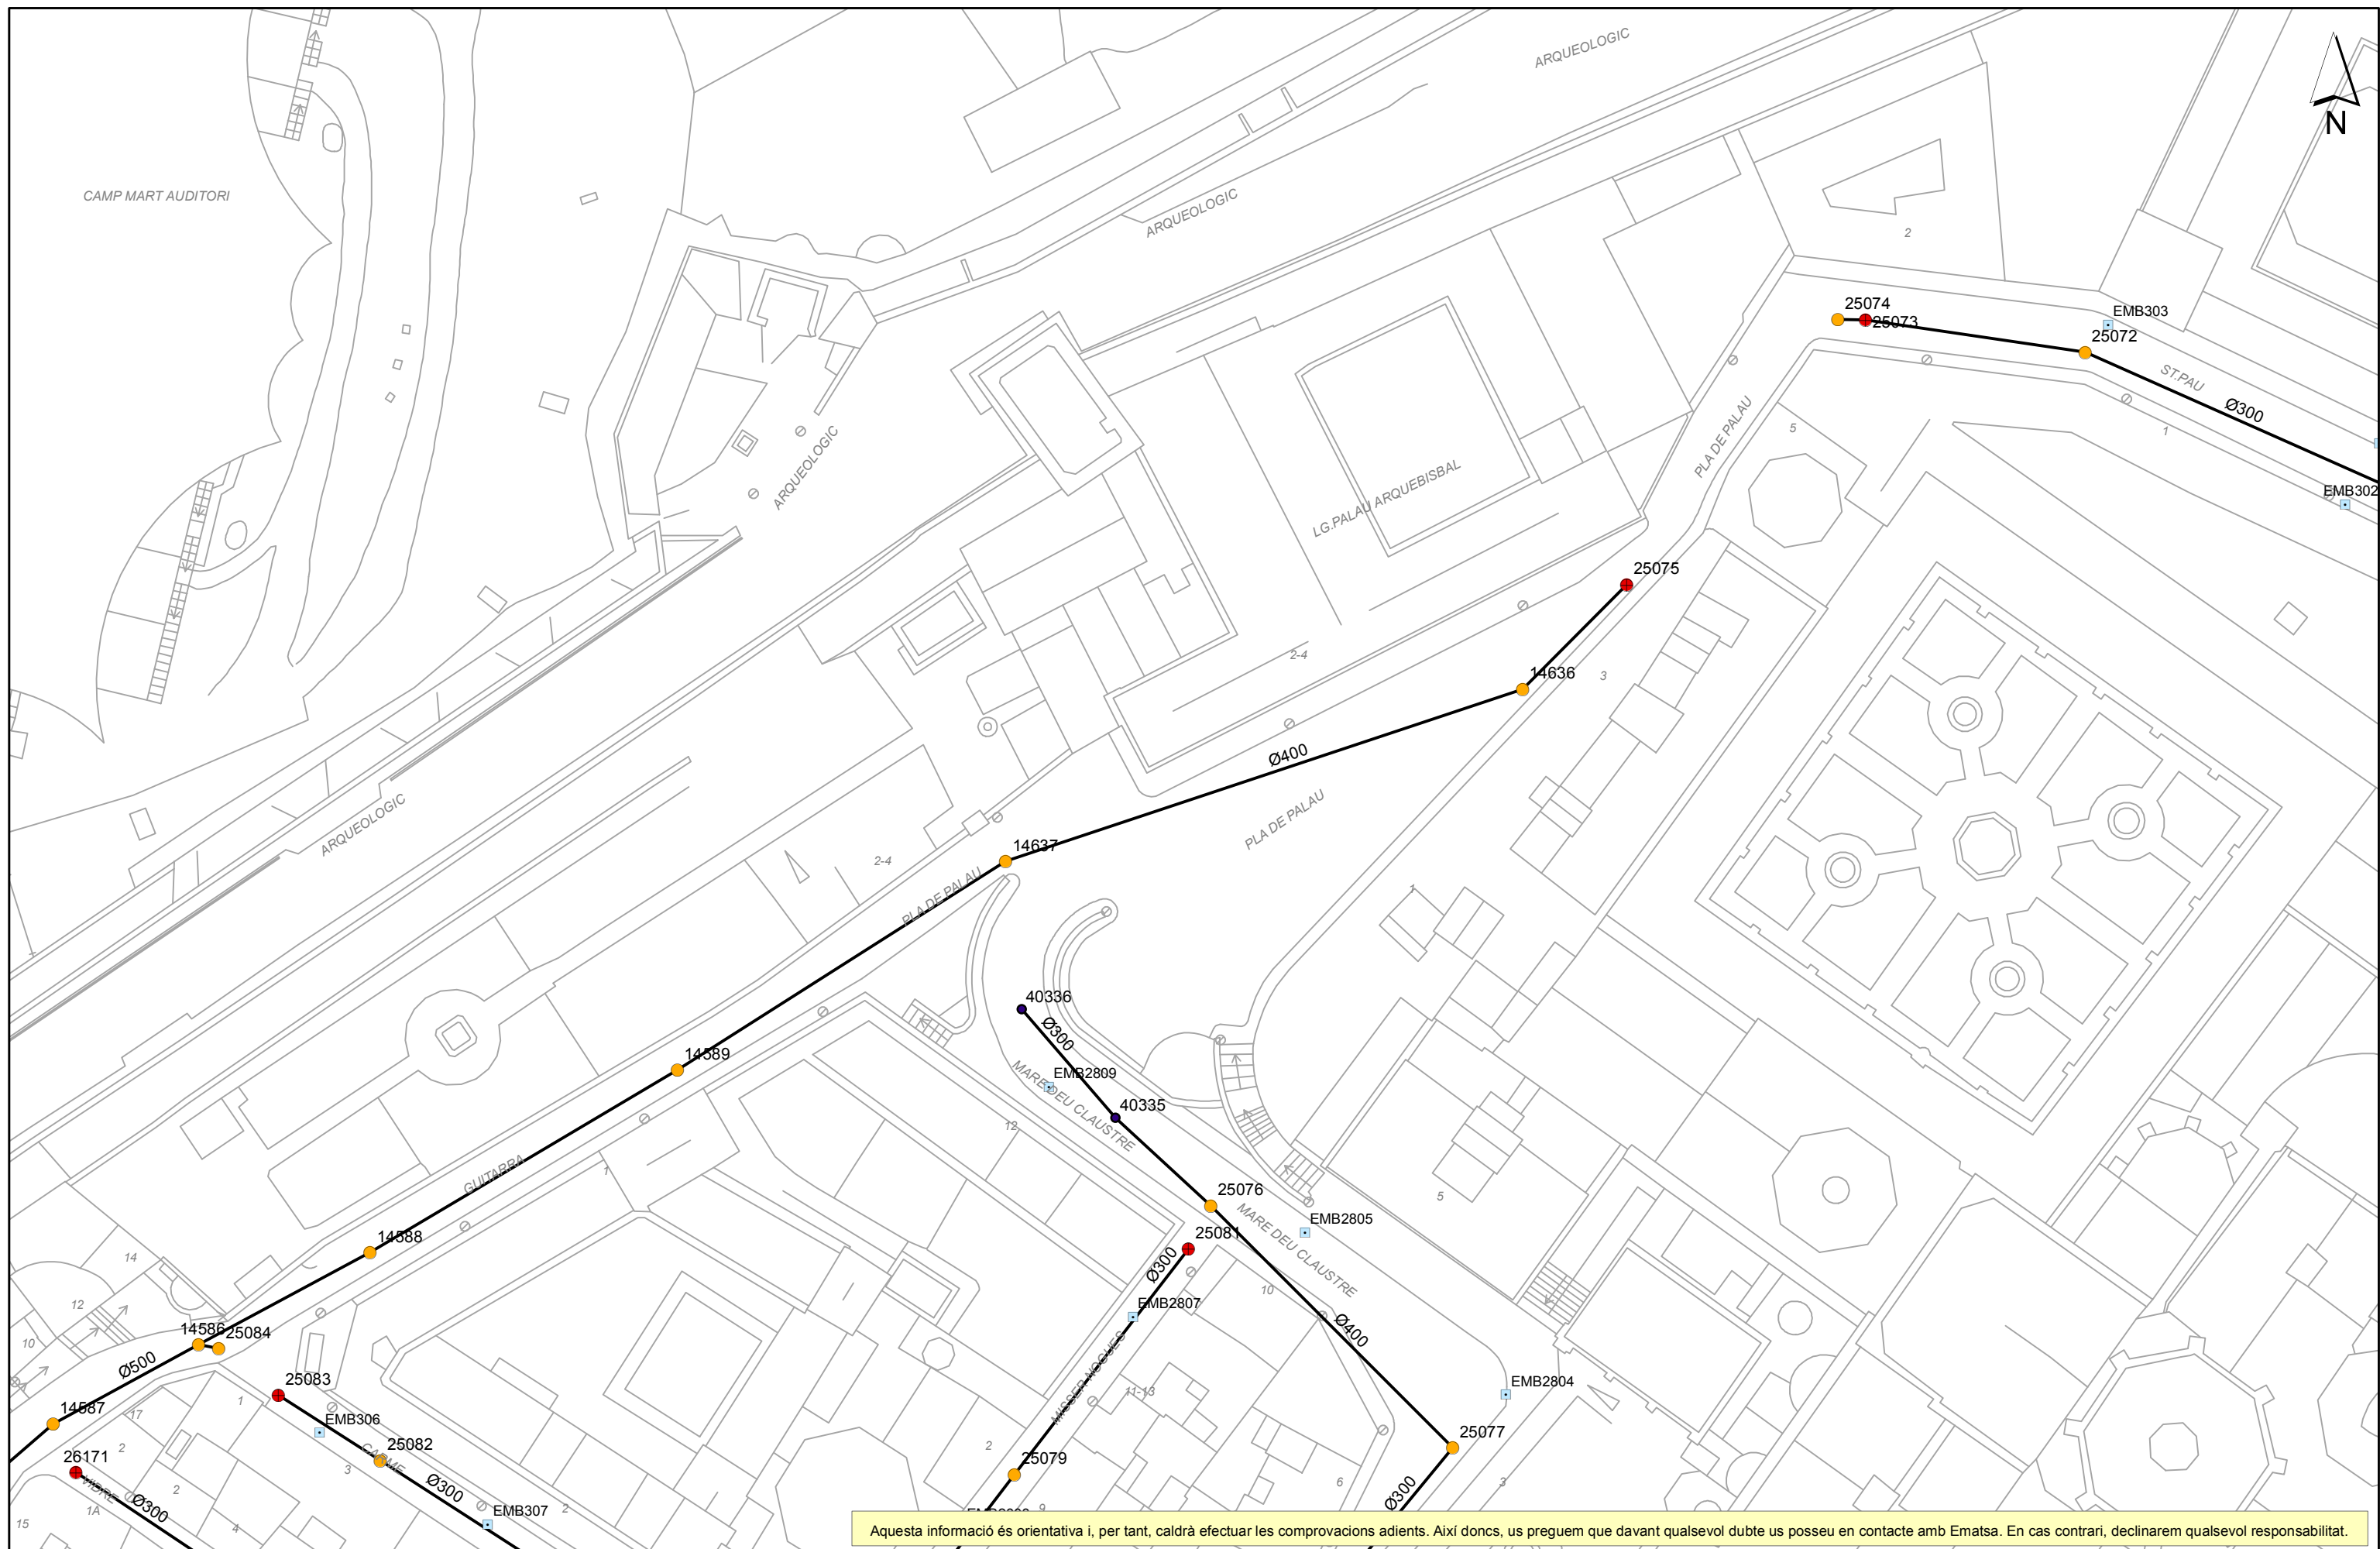 ARQUEOLOGIC
N
CAMP MART AUDITORI
ARQUEOLOGIC
2
25074
25073
EMB303
25072
ST.PAU
Ø300
PLA DE PALAU
5
1
ARQUEOLOGIC
LG.PALAU ARQUEBISBAL
EMB302
25075
2-4
14636
3
Ø400
PLA DE PALAU
ARQUEOLOGIC
14637
2-4
PLA DE PALAU
1
40336
Ø300
14589
EMB2809
MARE DEU CLAUSTRE
40335
12
GUITARRA
1
25076
5
MARE DEU CLAUSTRE
EMB2805
14588
25081
14
Ø300
10
12
EMB2807
14586
25084
10
Ø400
Ø500
MISSER NOGUES
25083
1
11-13
EMB2804
14587
17
EMB306
25082
CARME
2
2
25077
26171
3
25079
VIBRE
Ø300
1A
2
Ø300
EMB307
2
9
6
Ø300
3
15
4
Aquesta informació és orientativa i, per tant, caldrà efectuar les comprovacions adients. Així doncs, us preguem que davant qualsevol dubte us posseu en contacte amb Ematsa. En cas contrari, declinarem qualsevol responsabilitat.